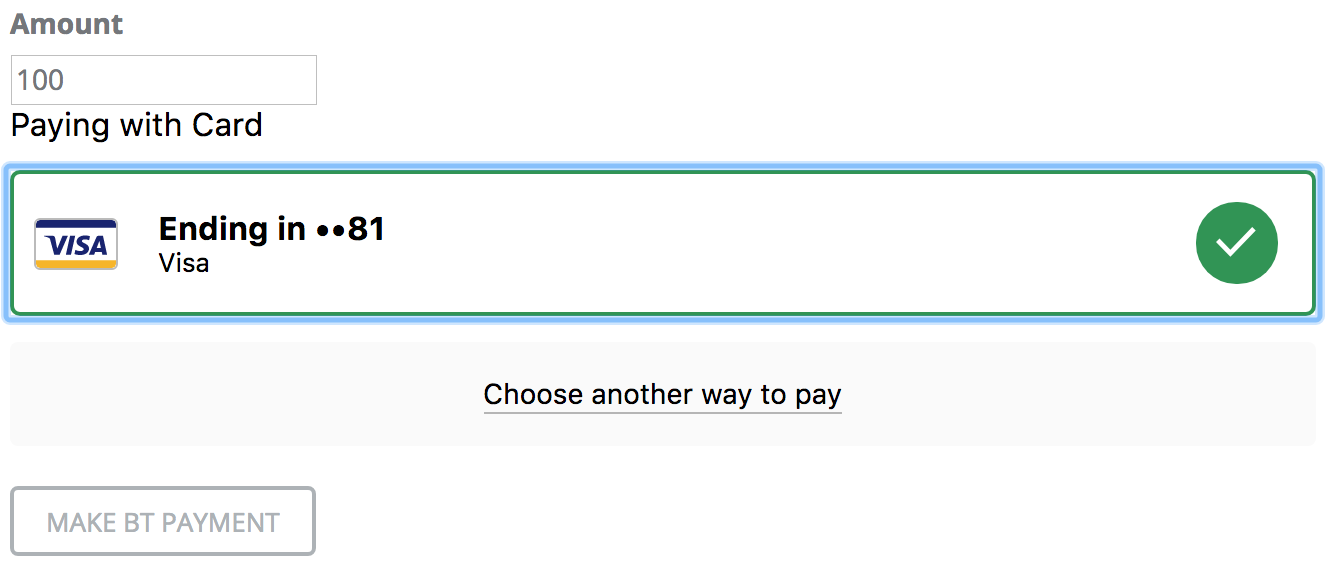 Amount
100
Paying with Card
VISA
Ending in ••81
Visa
Choose another way to pay
MAKE BT PAYMENT